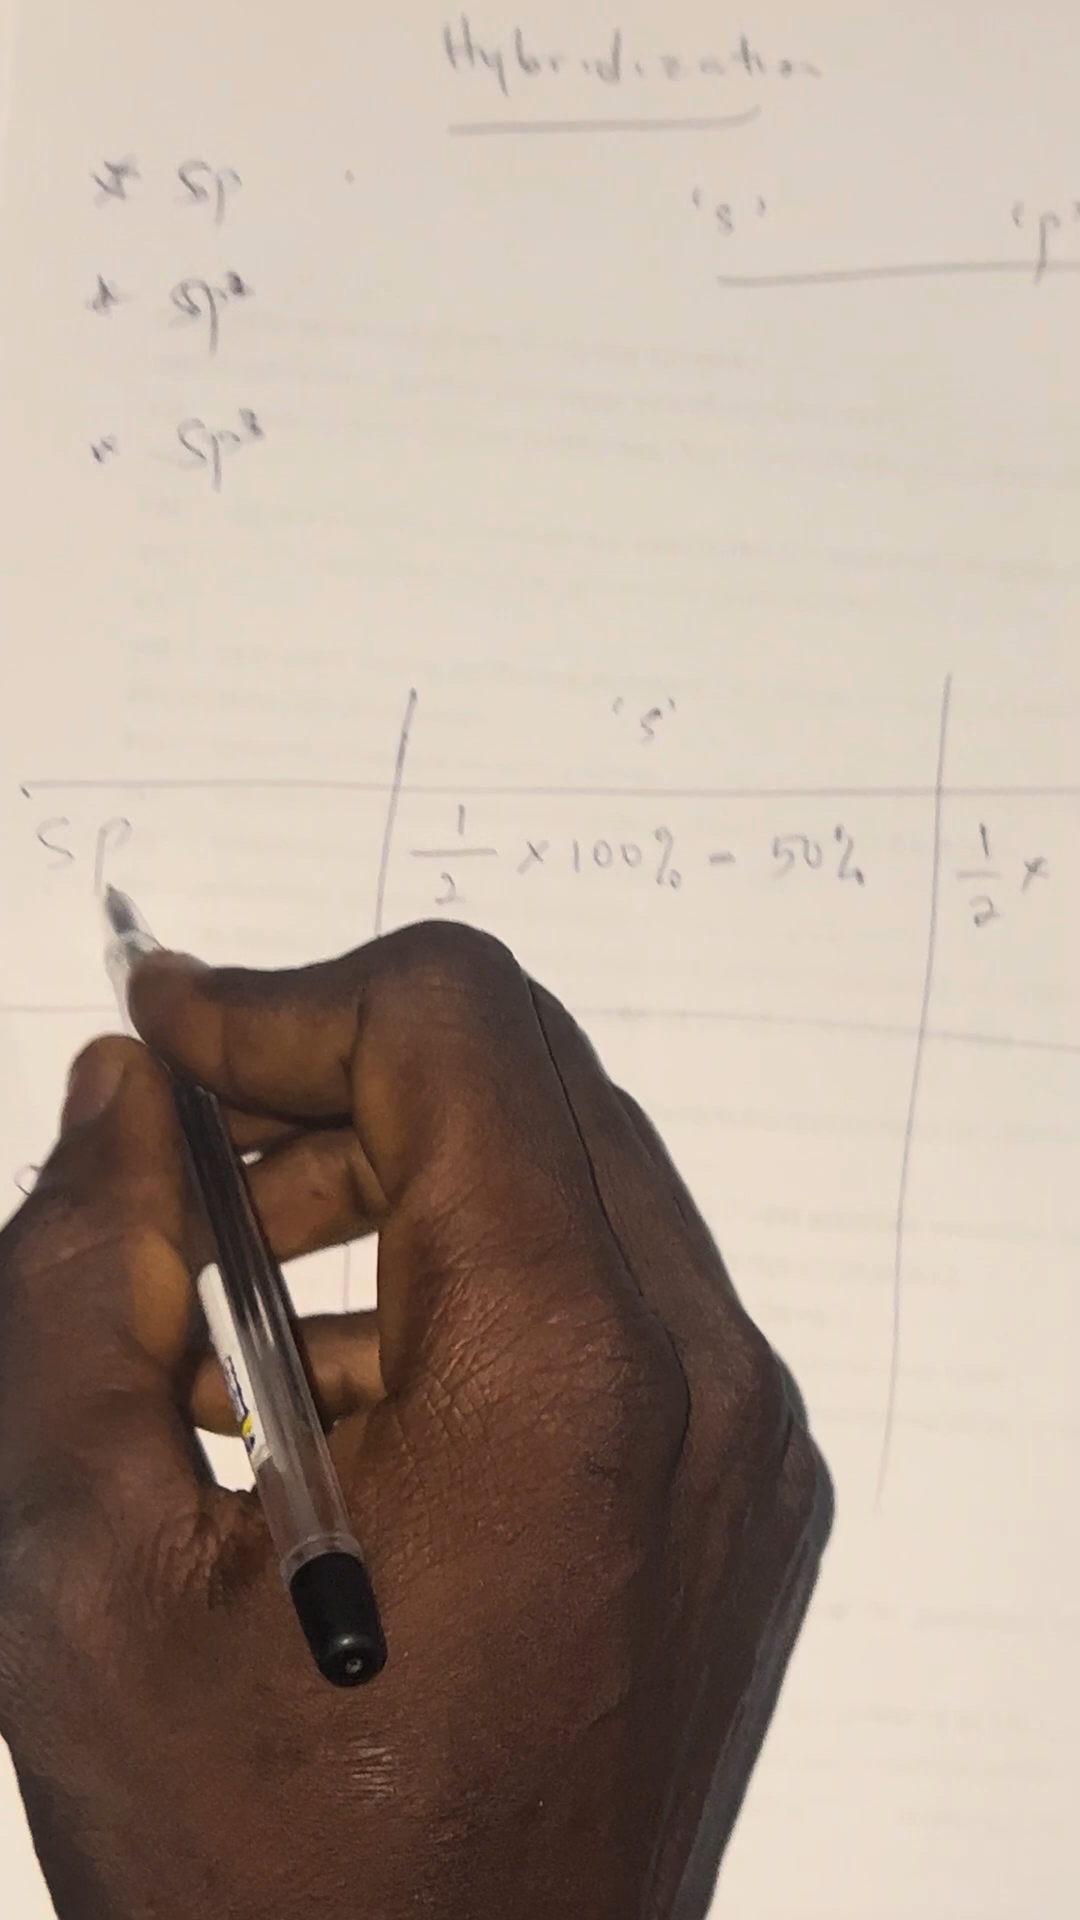 Hybridization
* sp
's' 'p'
* sp²
* sp³
's'
sp 1/2 × 100% = 50% 1/2 ×